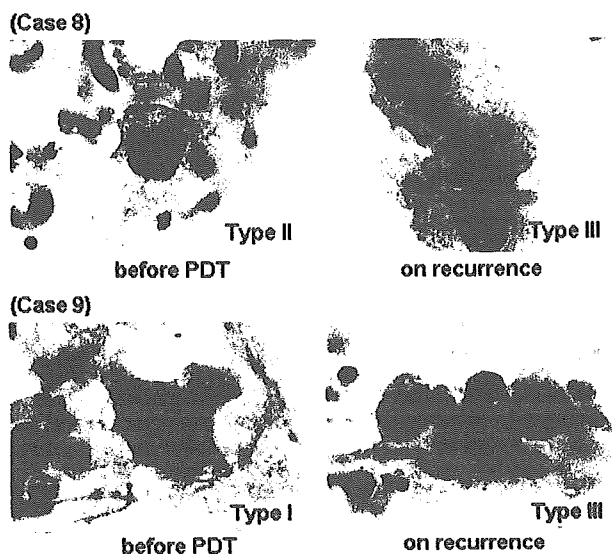 (Case 8)
Type II
Type III
before PDT
on recurrence
(Case 9)
Type I
Type III
before PDT
on recurrence